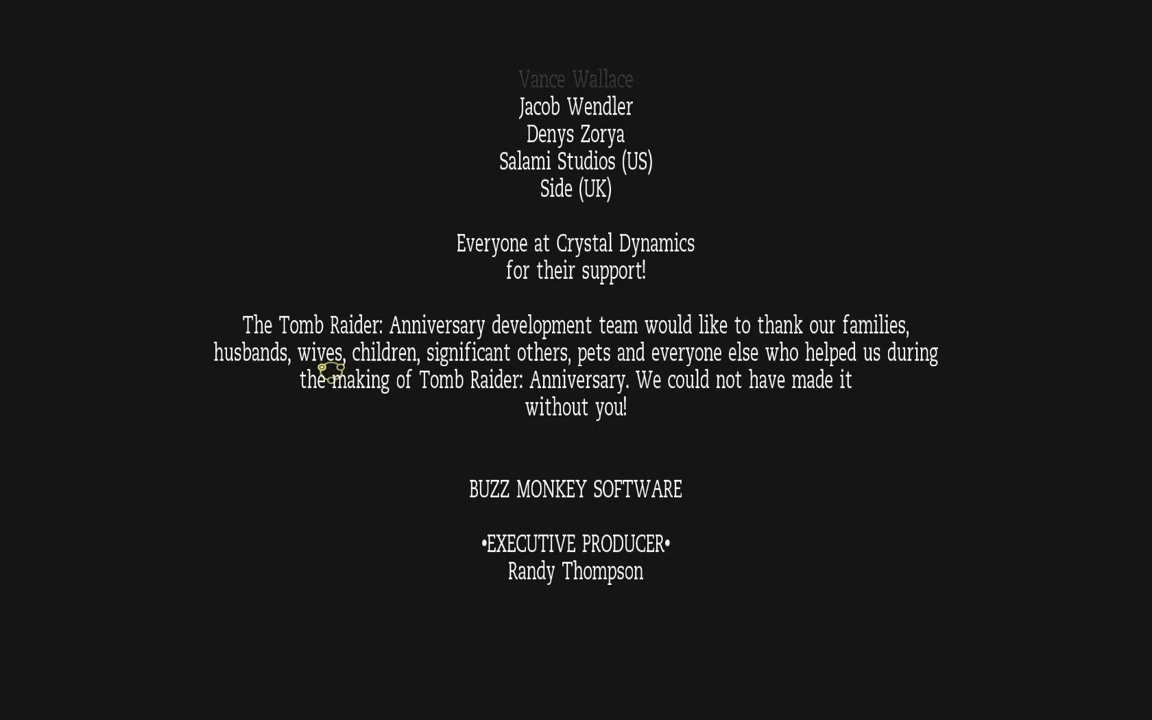 Vance Wallace
Jacob Wendler
Denys Zorya
Salami Studios (US)
Side (UK)
Everyone at Crystal Dynamics
for their support!
The Tomb Raider: Anniversary development team would like to thank our families,
husbands, wives, children, significant others, pets and everyone else who helped us during
the making of Tomb Raider: Anniversary. We could not have made it
without you!
BUZZ MONKEY SOFTWARE
•EXECUTIVE PRODUCER•
Randy Thompson